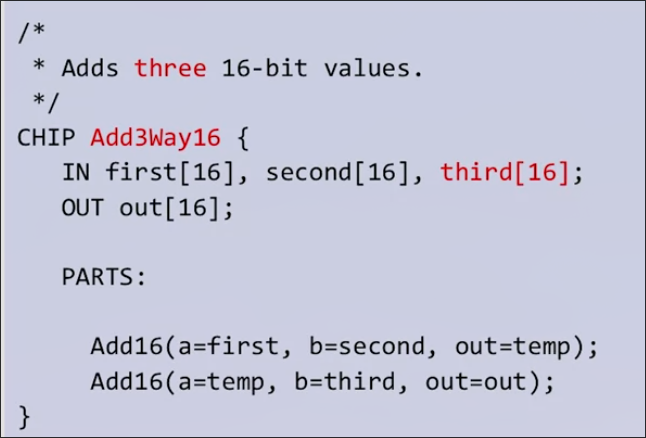 /*
 * Adds three 16-bit values.
 */
CHIP Add3Way16 {
   IN first[16], second[16], third[16];
   OUT out[16];

   PARTS:

     Add16(a=first, b=second, out=temp);
     Add16(a=temp, b=third, out=out);
}